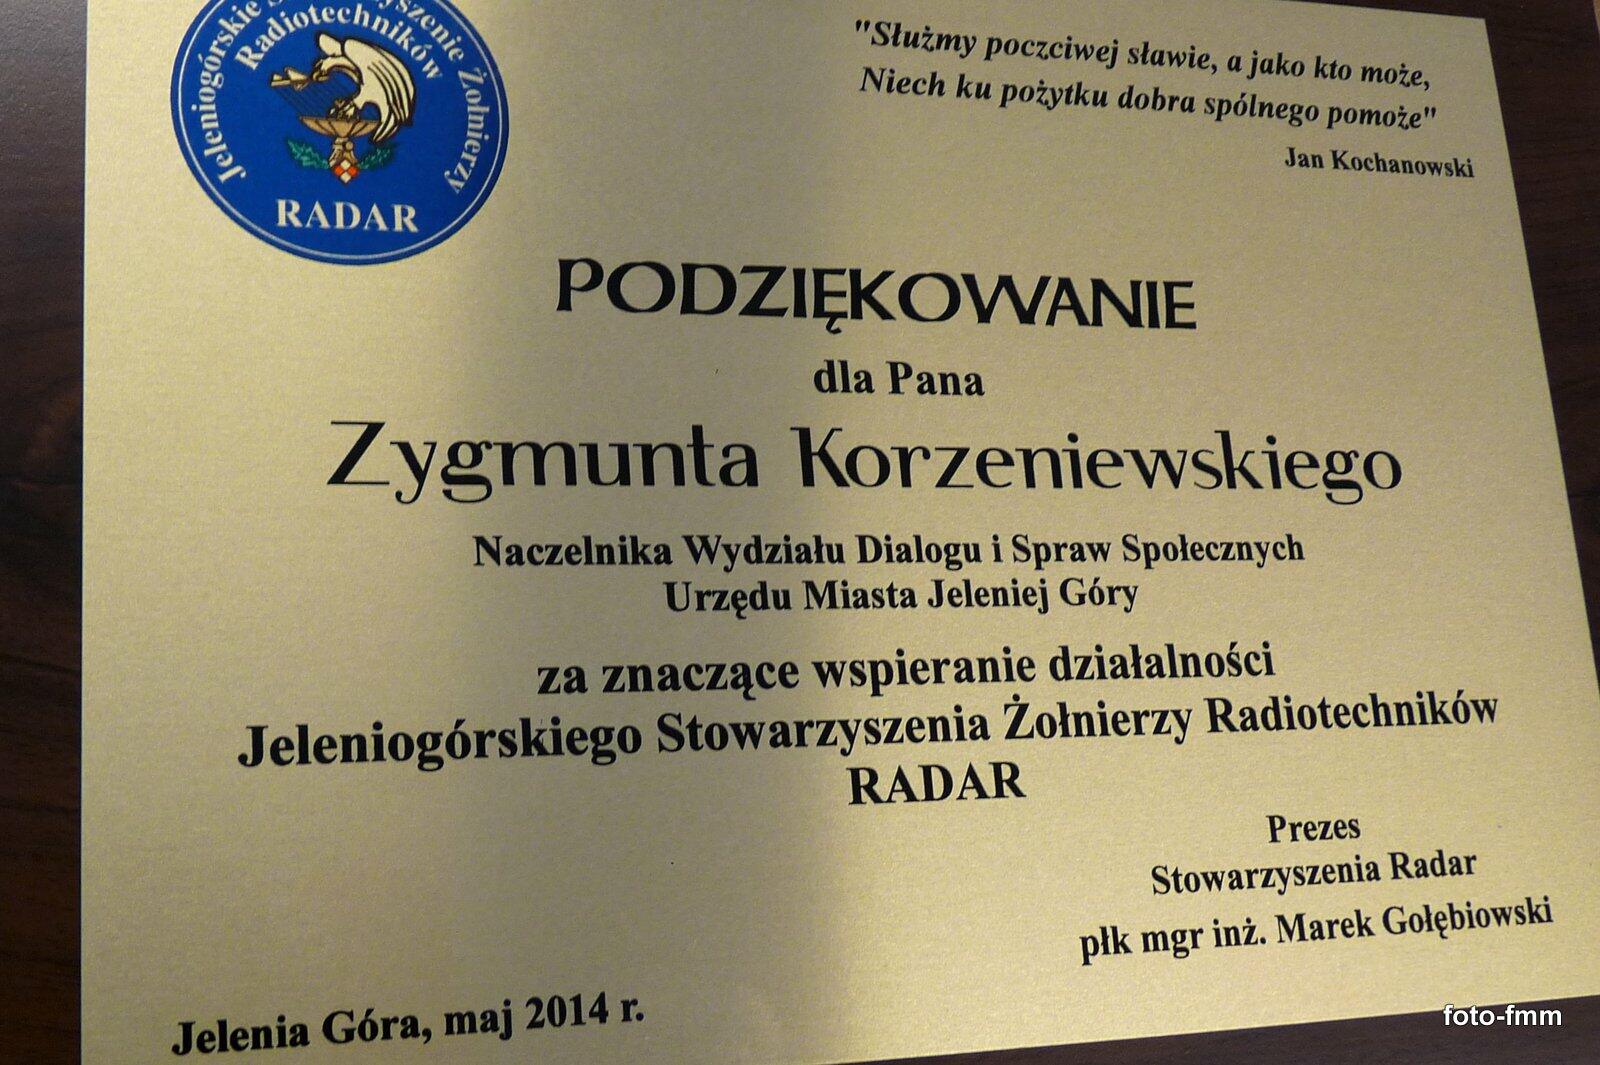 Jeleniogórskie Stowarzyszenie Żołnierzy
Radiotechników
RADAR
"Służmy poczciwej sławie, a jako kto może,
Niech ku pożytku dobra spólnego pomoże"
Jan Kochanowski
PODZIĘKOWANIE
dla Pana
Zygmunta Korzeniewskiego
Naczelnika Wydziału Dialogu i Spraw Społecznych
Urzędu Miasta Jeleniej Góry
za znaczące wspieranie działalności
Jeleniogórskiego Stowarzyszenia Żołnierzy Radiotechników
RADAR
Prezes
Stowarzyszenia Radar
płk mgr inż. Marek Gołębiowski
Jelenia Góra, maj 2014 r.
foto-fmm